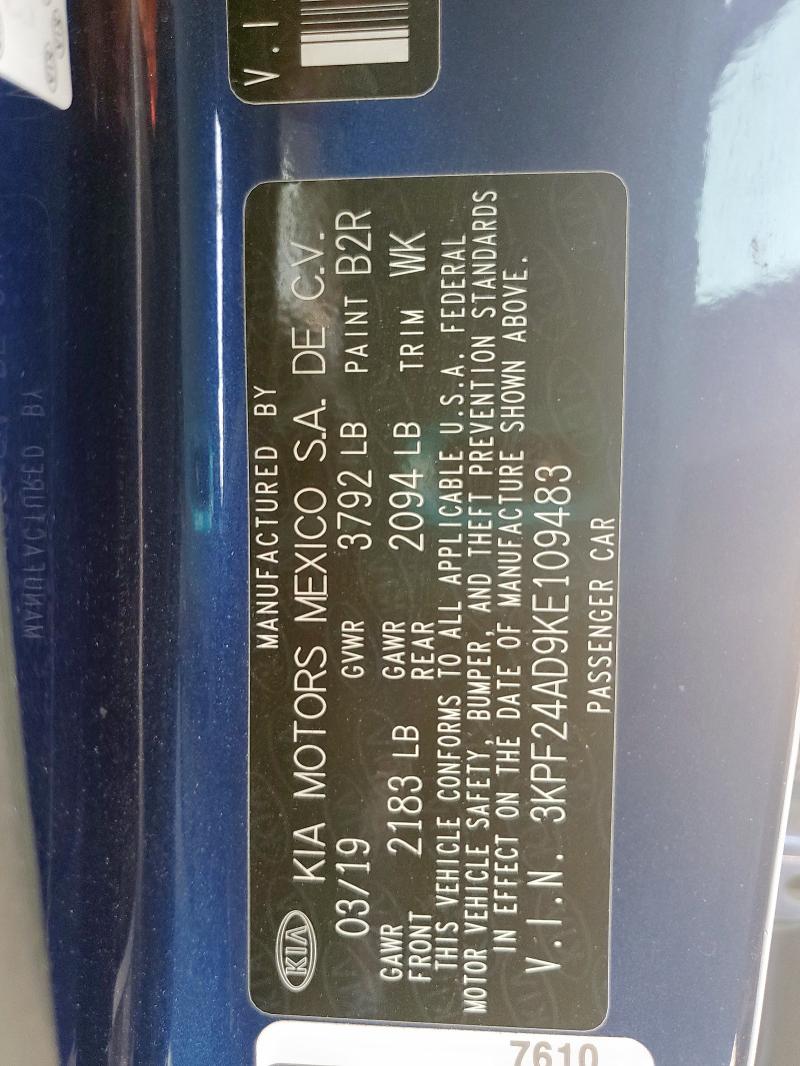 V.I
MANUFACTURED BY
KIA KIA MOTORS MEXICO S.A. DE C.V.
03/19 GVWR 3792 LB PAINT B2R
GAWR FRONT 2183 LB GAWR REAR 2094 LB TRIM WK
THIS VEHICLE CONFORMS TO ALL APPLICABLE U.S.A. FEDERAL
MOTOR VEHICLE SAFETY, BUMPER, AND THEFT PREVENTION STANDARDS
IN EFFECT ON THE DATE OF MANUFACTURE SHOWN ABOVE.
V.I.N. 3KPF24AD9KE109483
PASSENGER CAR
7610